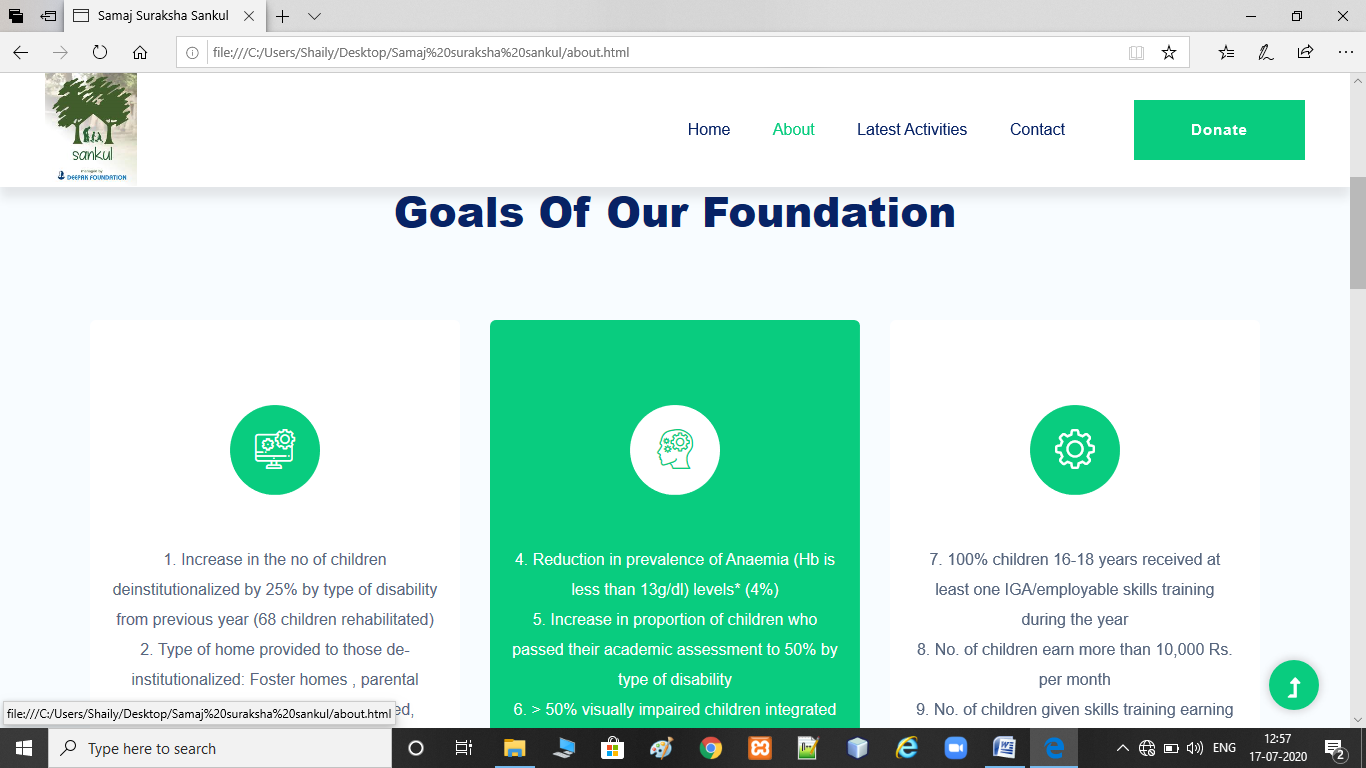 Samaj Suraksha Sankul
file:///C:/Users/Shaily/Desktop/Samaj%20suraksha%20sankul/about.html
sankul
managed by
DEEPAK FOUNDATION
Home
About
Latest Activities
Contact
Donate
Goals Of Our Foundation
1. Increase in the no of children
deinstitutionalized by 25% by type of disability
from previous year (68 children rehabilitated)
2. Type of home provided to those de-
institutionalized: Foster homes , parental
ed,
4. Reduction in prevalence of Anaemia (Hb is
less than 13g/dl) levels* (4%)
5. Increase in proportion of children who
passed their academic assessment to 50% by
type of disability
6. > 50% visually impaired children integrated
7. 100% children 16-18 years received at
least one IGA/employable skills training
during the year
8. No. of children earn more than 10,000 Rs.
per month
9. No. of children given skills training earning
file:///C:/Users/Shaily/Desktop/Samaj%20suraksha%20sankul/about.html
Type here to search
ENG
12:57
17-07-2020
2